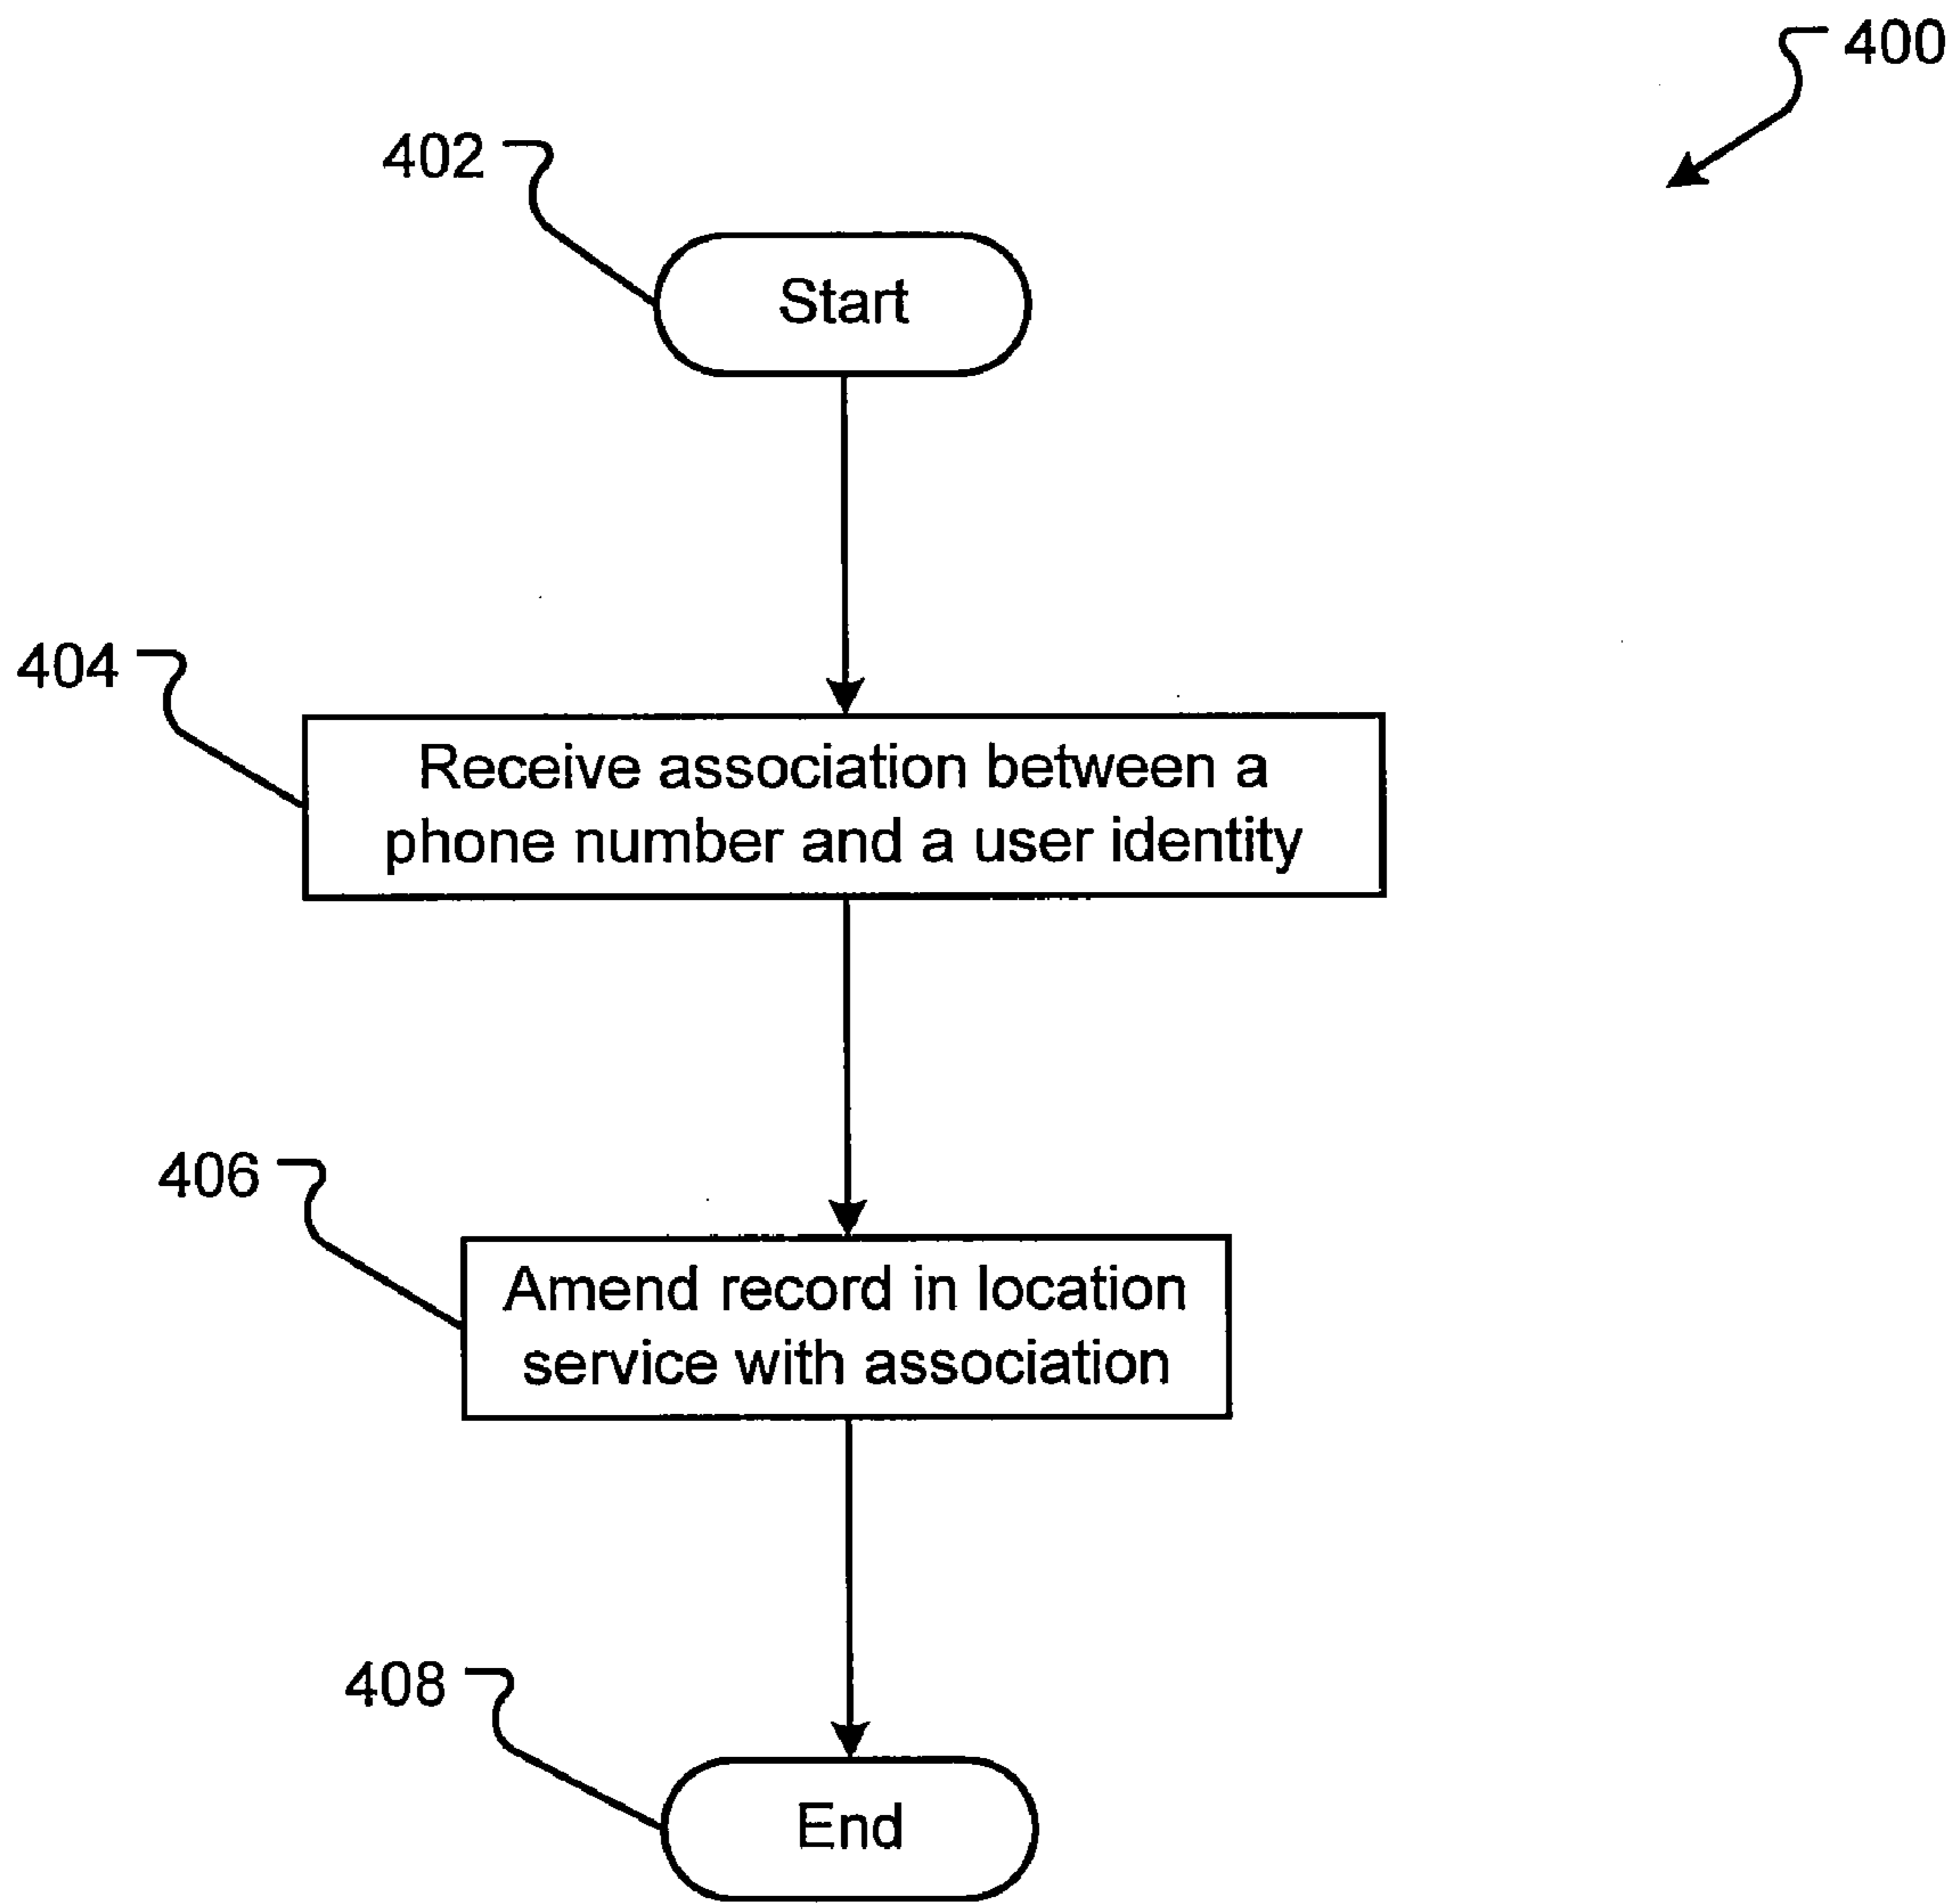 400
402
Start
404
Receive association between a
phone number and a user identity
406
Amend record in location
service with association
408
End